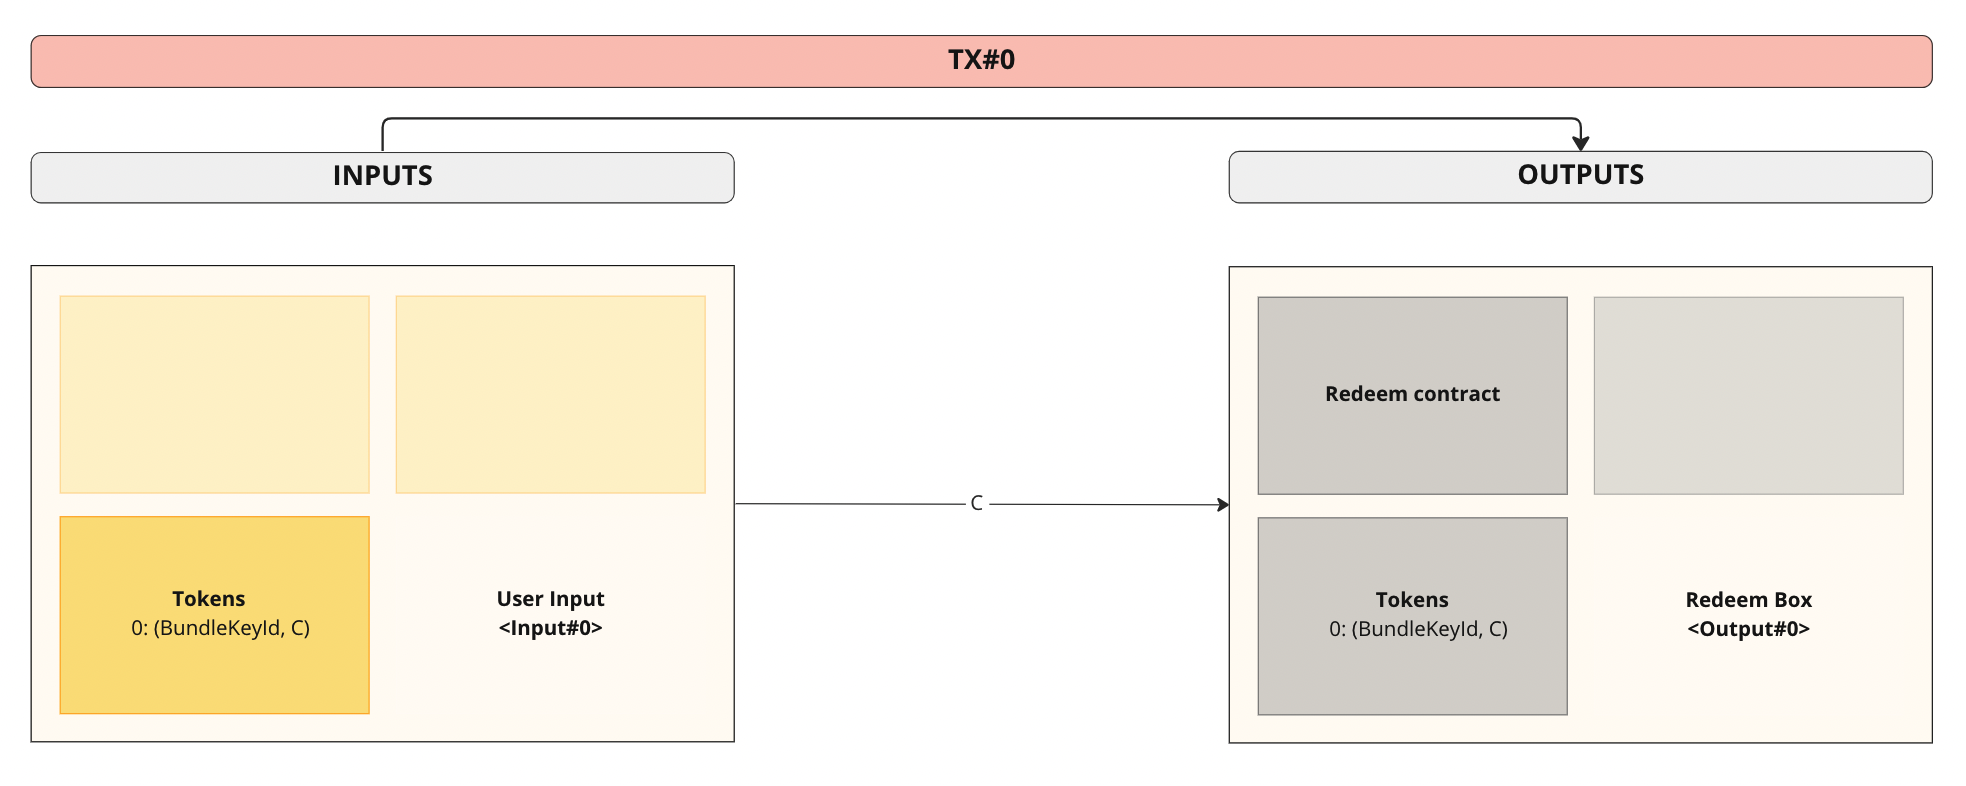 TX#0
INPUTS
OUTPUTS
Tokens
0: (BundleKeyId, C)
User Input
<Input#0>
C
Redeem contract
Tokens
0: (BundleKeyId, C)
Redeem Box
<Output#0>